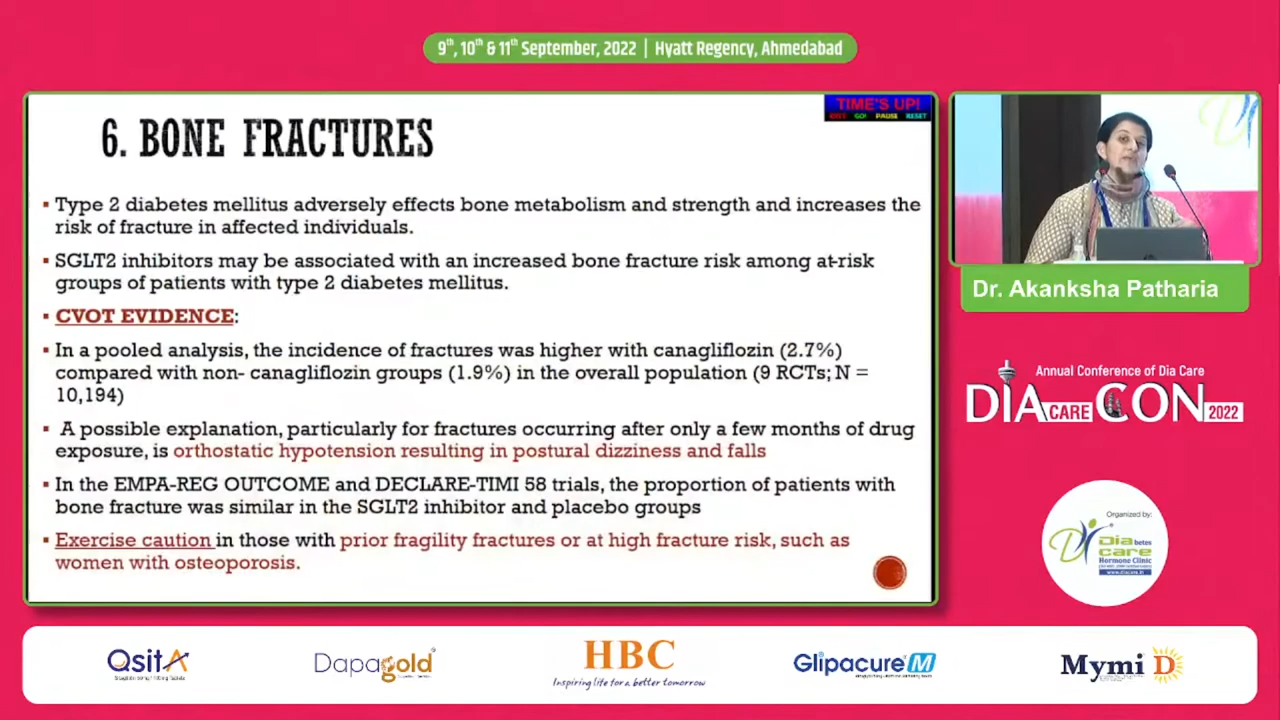 9th, 10th & 11th September, 2022 | Hyatt Regency, Ahmedabad
TIME'S UP!
GO! PAUSE RESET
6. BONE FRACTURES
▪ Type 2 diabetes mellitus adversely effects bone metabolism and strength and increases the
risk of fracture in affected individuals.
▪ SGLT2 inhibitors may be associated with an increased bone fracture risk among at-risk
groups of patients with type 2 diabetes mellitus.
▪ CVOT EVIDENCE:
▪ In a pooled analysis, the incidence of fractures was higher with canagliflozin (2.7%)
compared with non- canagliflozin groups (1.9%) in the overall population (9 RCTs; N =
10,194)
▪ A possible explanation, particularly for fractures occurring after only a few months of drug
exposure, is orthostatic hypotension resulting in postural dizziness and falls
▪ In the EMPA-REG OUTCOME and DECLARE-TIMI 58 trials, the proportion of patients with
bone fracture was similar in the SGLT2 inhibitor and placebo groups
▪ Exercise caution in those with prior fragility fractures or at high fracture risk, such as
women with osteoporosis.
Dr. Akanksha Patharia
Annual Conference of Dia Care
DIA CARE CON 2022
Organized by:
Diabetes
care
Hormone Clinic
www.diacare.in
QsitA
Dapagold
HBC
Inspiring life for a better tomorrow
Glipacure M
Mymi D